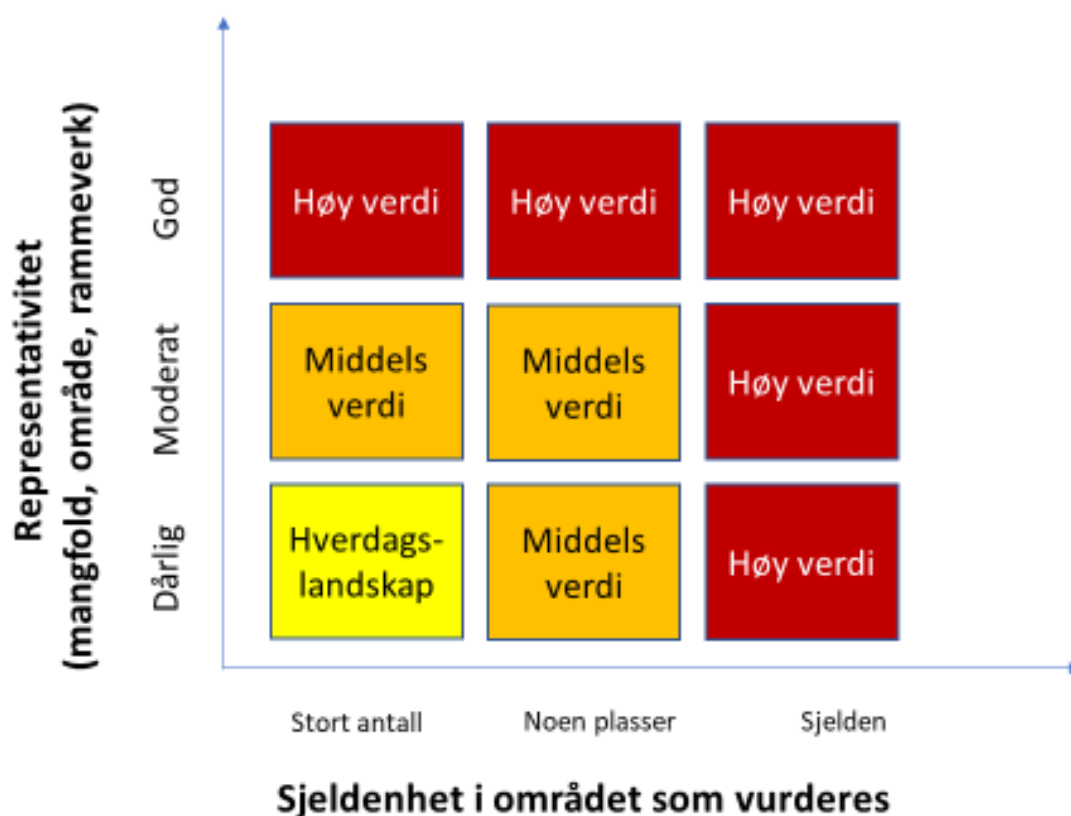 Representativitet
(mangfold, område, rammeverk)
God
Høy verdi
Høy verdi
Høy verdi
Moderat
Middels
verdi
Middels
verdi
Høy verdi
Dårlig
Hverdags-
landskap
Middels
verdi
Høy verdi
Stort antall
Noen plasser
Sjelden
Sjeldenhet i området som vurderes